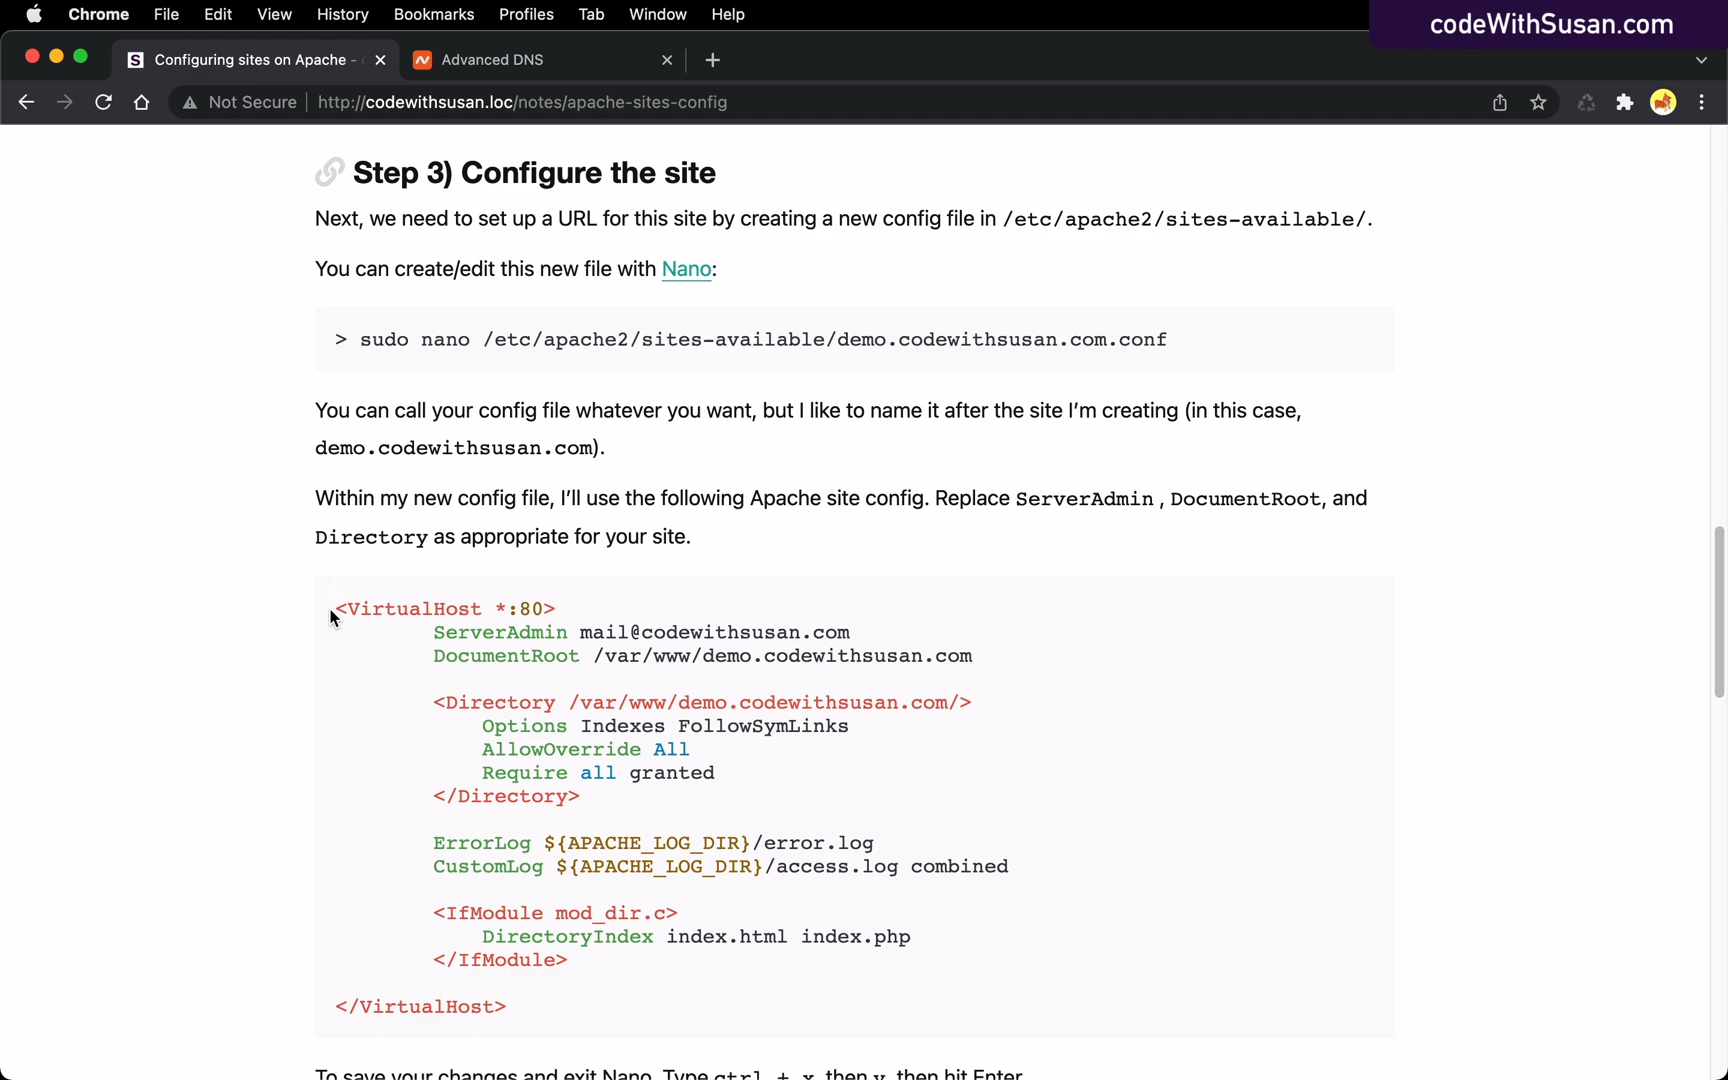 Chrome File Edit View History Bookmarks Profiles Tab Window Help
codeWithSusan.com
Configuring sites on Apache -
Advanced DNS
Not Secure http://codewithsusan.loc/notes/apache-sites-config
Step 3) Configure the site
Next, we need to set up a URL for this site by creating a new config file in /etc/apache2/sites-available/.
You can create/edit this new file with Nano:
> sudo nano /etc/apache2/sites-available/demo.codewithsusan.com.conf
You can call your config file whatever you want, but I like to name it after the site I’m creating (in this case,
demo.codewithsusan.com).
Within my new config file, I’ll use the following Apache site config. Replace ServerAdmin , DocumentRoot, and
Directory as appropriate for your site.
<VirtualHost *:80>
ServerAdmin mail@codewithsusan.com
DocumentRoot /var/www/demo.codewithsusan.com
<Directory /var/www/demo.codewithsusan.com/>
Options Indexes FollowSymLinks
AllowOverride All
Require all granted
</Directory>
ErrorLog ${APACHE_LOG_DIR}/error.log
CustomLog ${APACHE_LOG_DIR}/access.log combined
<IfModule mod_dir.c>
DirectoryIndex index.html index.php
</IfModule>
</VirtualHost>
To save your changes and exit Nano, Type ctrl + x, then y, then hit Enter.